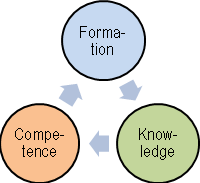 Forma-
tion
Know-
ledge
Compe-
tence